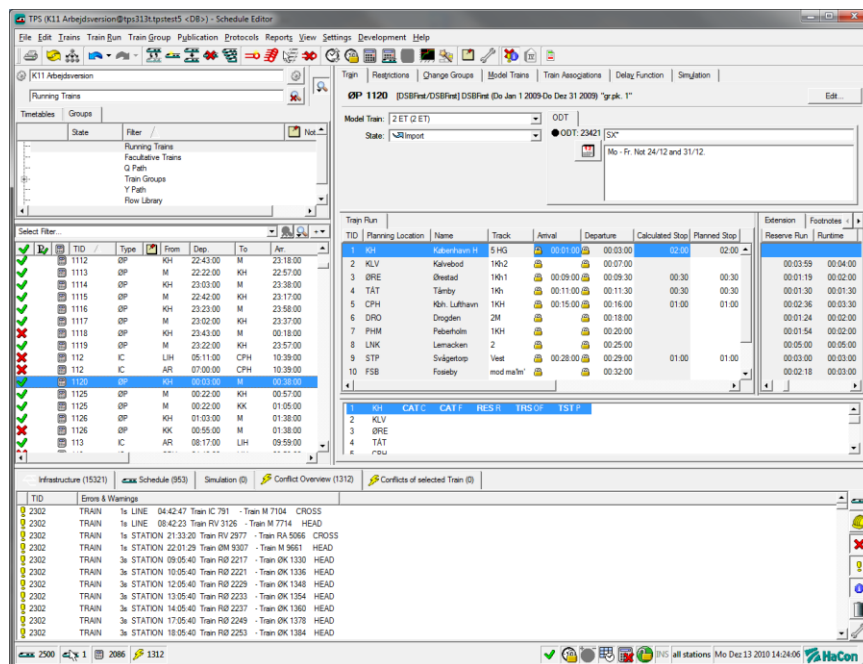 TPS (K11 Arbejdsversion@tps313t.tpstest5 <DB>) - Schedule Editor
File Edit Trains Train Run Train Group Publication Protocols Reports View Settings Development Help
K11 Arbejdsversion
Running Trains
Timetables Groups
State Filter Not...
Running Trains
Facultative Trains
Q Path
Train Groups
Y Path
Flow Library
Select Filter...
TID Type From Dep. To Arr.
1112 ØP KH 22:43:00 M 23:18:00
1113 ØP M 22:22:00 KH 22:57:00
1114 ØP KH 23:03:00 M 23:38:00
1115 ØP M 22:42:00 KH 23:17:00
1116 ØP KH 23:23:00 M 23:58:00
1117 ØP M 23:02:00 KH 23:37:00
1118 ØP KH 23:43:00 M 00:18:00
1119 ØP M 23:22:00 KH 23:57:00
112 IC LIH 05:11:00 CPH 10:39:00
112 IC AR 07:00:00 CPH 10:39:00
1120 ØP KH 00:03:00 M 00:38:00
1125 ØP M 00:22:00 KH 00:57:00
1125 ØP M 00:22:00 KK 01:05:00
1126 ØP KH 01:03:00 M 01:38:00
1126 ØP KK 00:55:00 M 01:38:00
113 IC AR 08:17:00 LIH 09:59:00
Train Restrictions Change Groups Model Trains Train Associations Delay Function Simulation
ØP 1120 [DSBFirst/DSBFirst] DSBFirst (Do Jan 1 2009-Do Dez 31 2009) "gr.pk. 1" Edit...
Model Train: 2 ET (2 ET)
State: Import
ODT
ODT: 23421 SX"
Mo - Fr. Not 24/12 and 31/12.
Train Run
TID Planning Location Name Track Arrival Departure Calculated Stop Planned Stop
1 KH København H 5 HG 00:01:00 00:03:00 02:00 02:00
2 KLV Kalvebod 1Kh2 00:07:00
3 ØRE Ørestad 1Kh1 00:09:00 00:09:30 00:30 00:30
4 TÅT Tårnby 1Kh 00:11:00 00:11:30 00:30 00:30
5 CPH Kbh. Lufthavn 1KH 00:15:00 00:16:00 01:00 01:00
6 DRO Drogden 2M 00:18:00
7 PHM Peberholm 1KH 00:20:00
8 LNK Lernacken 2 00:25:00
9 STP Svågertorp Vest 00:28:00 00:29:00 01:00 01:00
10 FSB Fosieby mod ma'lm' 00:32:00
Extension Footnotes
Reserve Run Runtime
00:03:59 00:04:00
00:01:19 00:02:00
00:01:30 00:01:30
00:02:36 00:03:30
00:01:24 00:02:00
00:01:54 00:02:00
00:05:00 00:05:00
00:03:00 00:03:00
00:02:18 00:03:00
1 KH CAT C CAT F RES R TRS OF TST P
2 KLV
3 ØRE
4 TÅT
5 CPH
Infrastructure (15321) Schedule (953) Simulation (0) Conflict Overview (1312) Conflicts of selected Train (0)
TID Errors & Warnings
2302 TRAIN 1s LINE 04:42:47 Train IC 791 - Train M 7104 CROSS
2302 TRAIN 1s LINE 08:42:23 Train RV 3126 - Train M 7714 HEAD
2302 TRAIN 1s STATION 21:33:20 Train RV 2977 - Train RA 5066 CROSS
2302 TRAIN 1s STATION 22:01:29 Train ØM 9307 - Train M 9661 HEAD
2302 TRAIN 3s STATION 09:05:40 Train RØ 2217 - Train ØK 1330 HEAD
2302 TRAIN 3s STATION 10:05:40 Train RØ 2221 - Train ØK 1336 HEAD
2302 TRAIN 3s STATION 12:05:40 Train RØ 2229 - Train ØK 1348 HEAD
2302 TRAIN 3s STATION 13:05:40 Train RØ 2233 - Train ØK 1354 HEAD
2302 TRAIN 3s STATION 14:05:40 Train RØ 2237 - Train ØK 1360 HEAD
2302 TRAIN 3s STATION 17:05:40 Train RØ 2249 - Train ØK 1378 HEAD
2302 TRAIN 3s STATION 18:05:40 Train RØ 2253 - Train ØK 1384 HEAD
2500 1 2086 1312 INS all stations Mo Dez 13 2010 14:24:06 HaCon